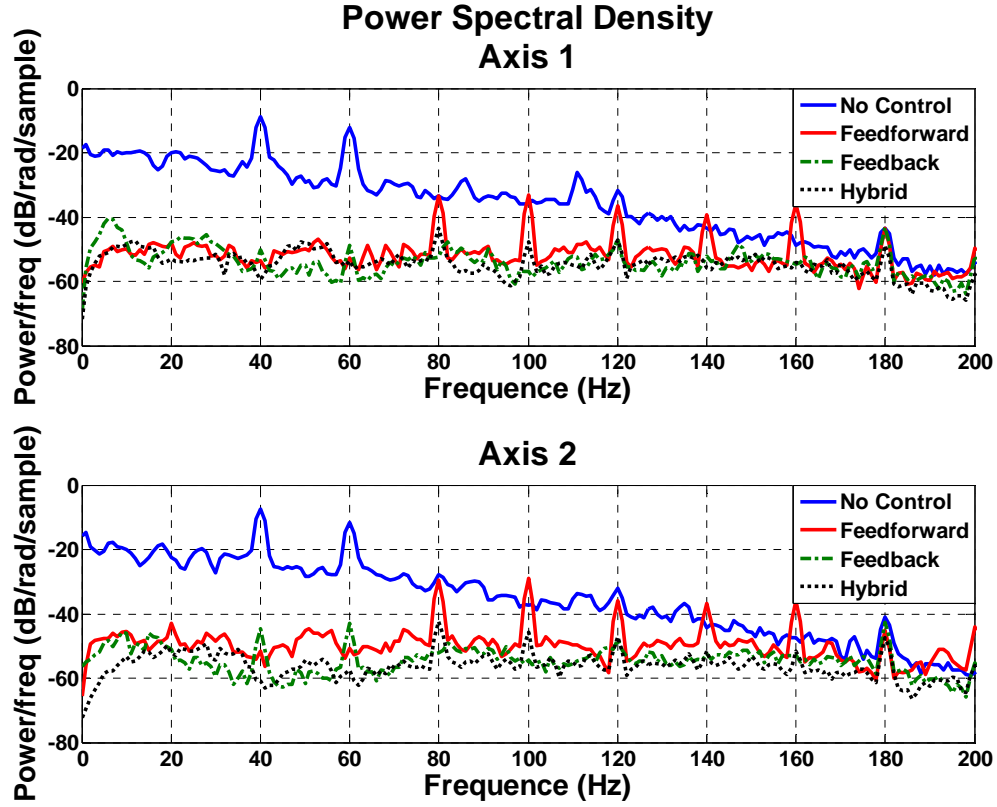 Power Spectral Density
Axis 1
Power/freq (dB/rad/sample)
0
-20
-40
-60
-80
0 20 40 60 80 100 120 140 160 180 200
Frequence (Hz)
No Control
Feedforward
Feedback
Hybrid
Axis 2
Power/freq (dB/rad/sample)
0
-20
-40
-60
-80
0 20 40 60 80 100 120 140 160 180 200
Frequence (Hz)
No Control
Feedforward
Feedback
Hybrid